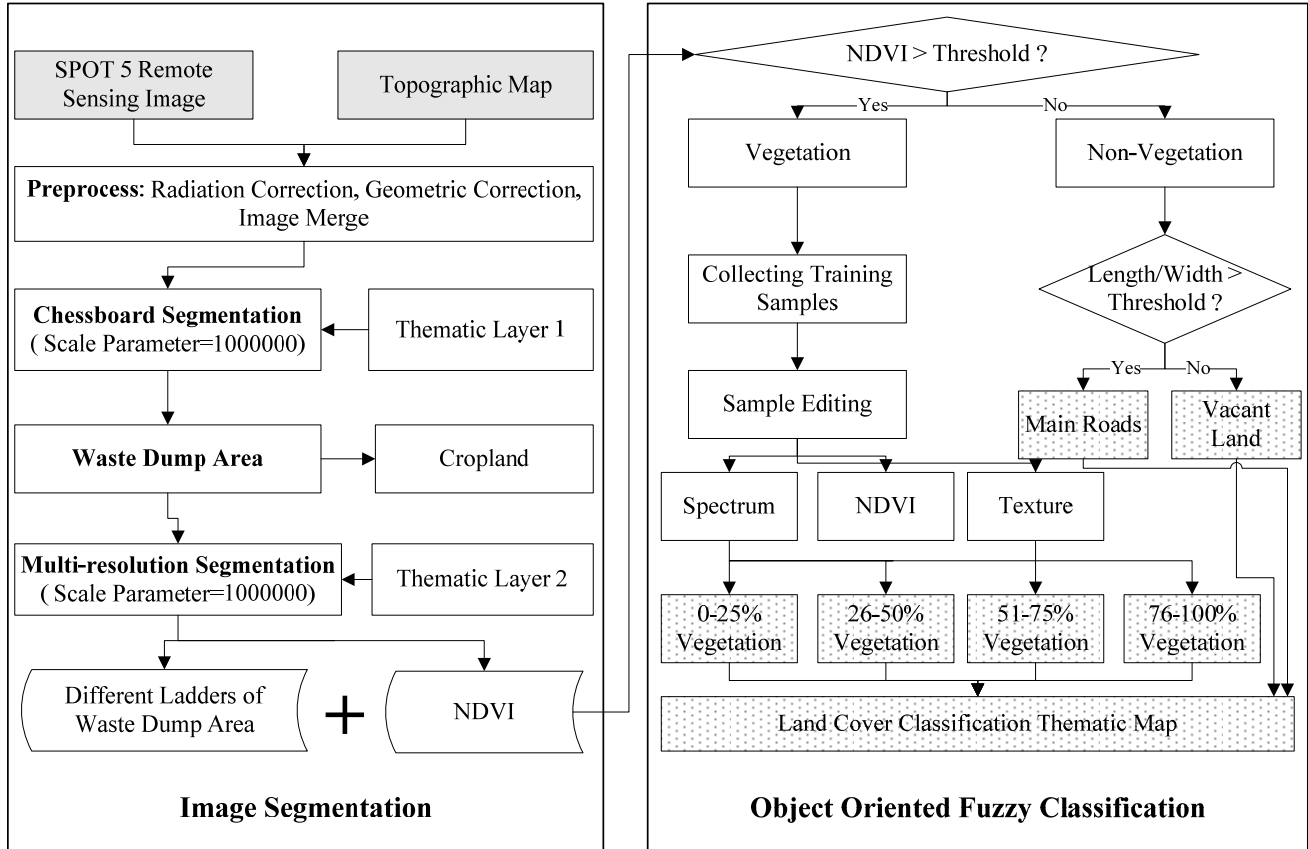 SPOT 5 Remote
Sensing Image
Topographic Map
Preprocess: Radiation Correction, Geometric Correction,
Image Merge
Chessboard Segmentation
( Scale Parameter=1000000)
Thematic Layer 1
Waste Dump Area
Cropland
Multi-resolution Segmentation
( Scale Parameter=1000000)
Thematic Layer 2
Different Ladders of
Waste Dump Area
+
NDVI
Image Segmentation
NDVI > Threshold ?
Yes
No
Vegetation
Non-Vegetation
Collecting Training
Samples
Length/Width >
Threshold ?
Yes
No
Sample Editing
Main Roads
Vacant
Land
Spectrum
NDVI
Texture
0-25%
Vegetation
26-50%
Vegetation
51-75%
Vegetation
76-100%
Vegetation
Land Cover Classification Thematic Map
Object Oriented Fuzzy Classification